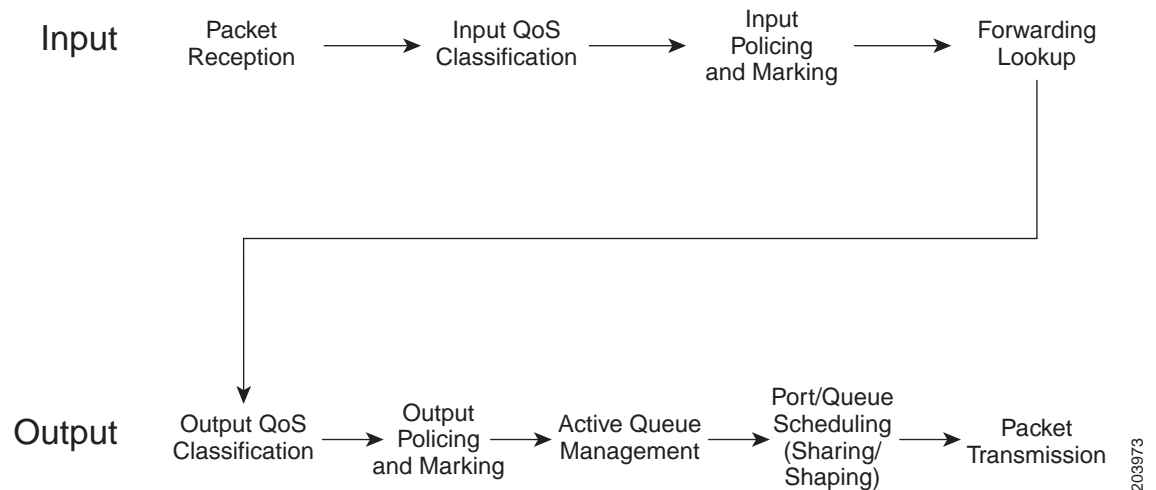 Input
Packet
Reception
Input QoS
Classification
Input
Policing
and Marking
Forwarding
Lookup
Output
Output QoS
Classification
Output
Policing
and Marking
Active Queue
Management
Port/Queue
Scheduling
(Sharing/
Shaping)
Packet
Transmission
203973